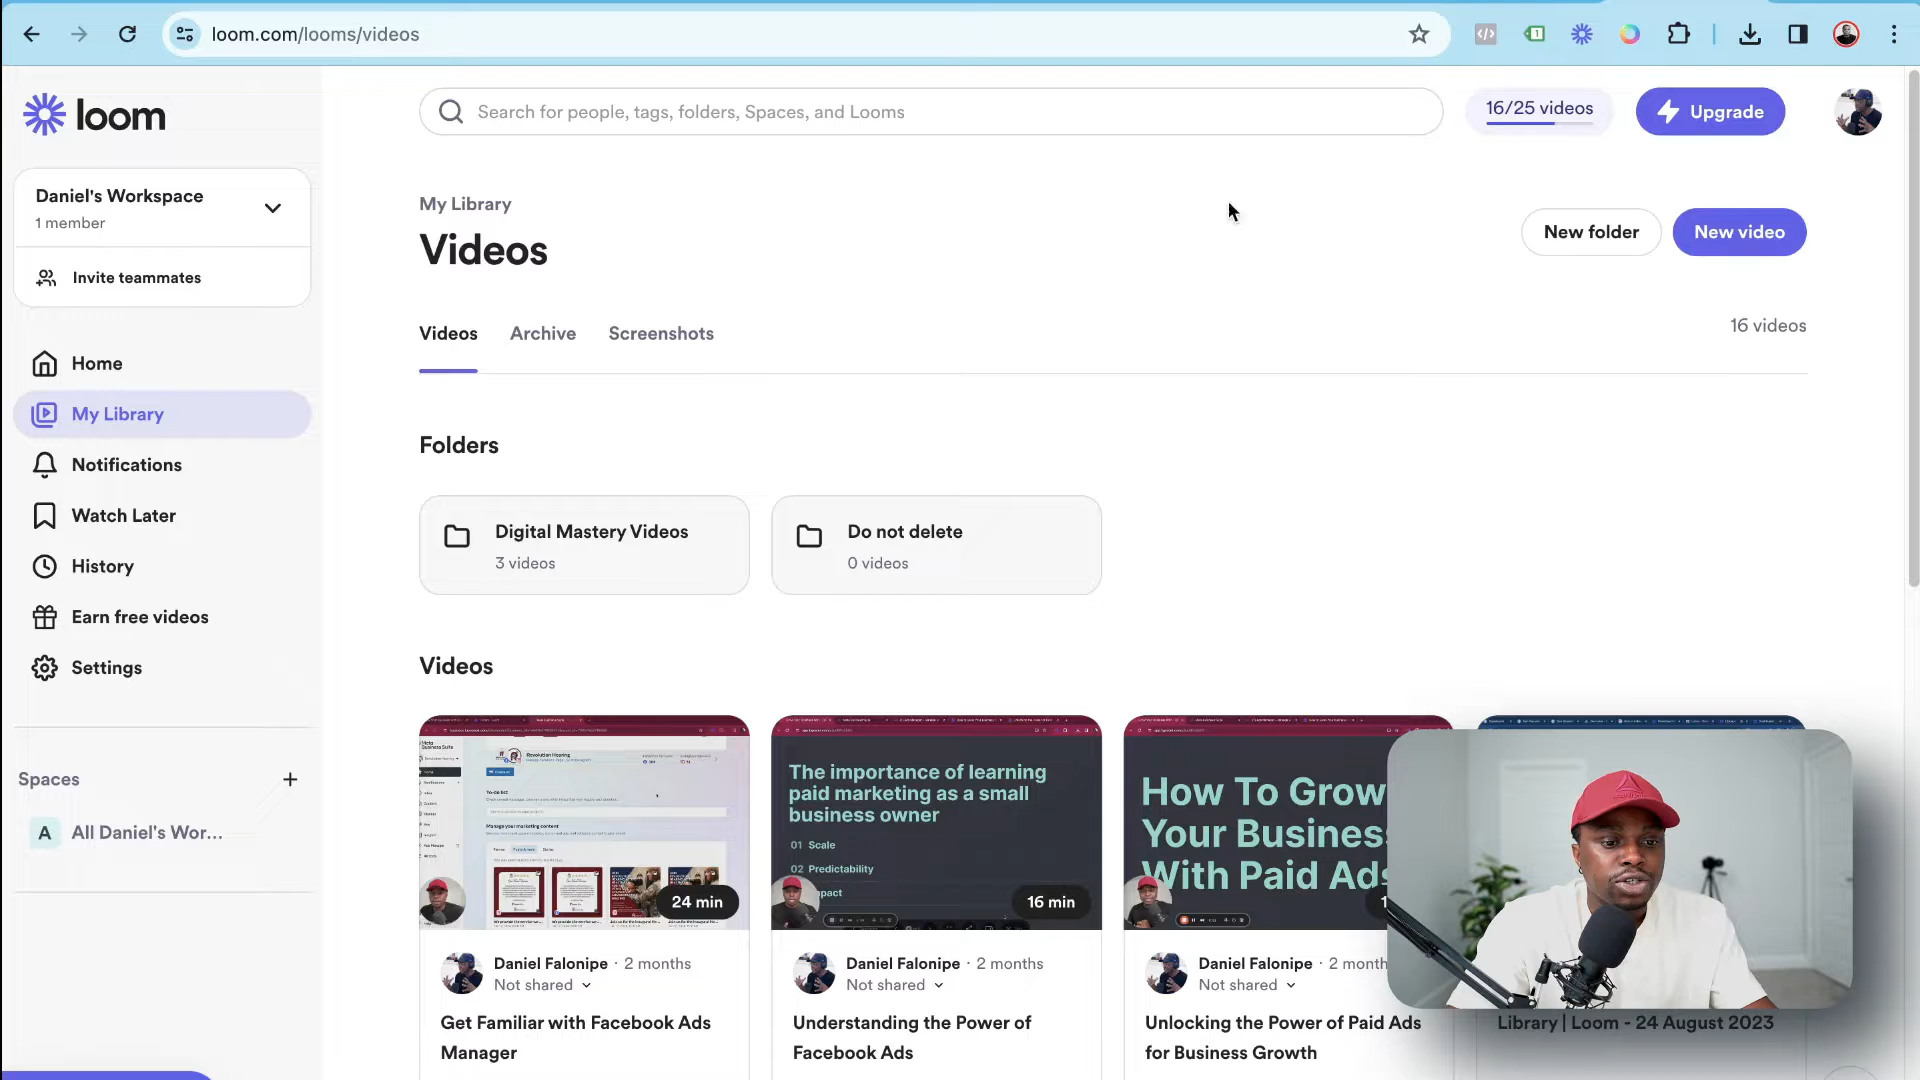 loom.com/looms/videos
loom
Search for people, tags, folders, Spaces, and Looms
16/25 videos
Upgrade
Daniel's Workspace
1 member
Invite teammates
My Library
Videos
New folder
New video
Videos
Archive
Screenshots
16 videos
Home
My Library
Notifications
Watch Later
History
Earn free videos
Settings
Folders
Digital Mastery Videos
3 videos
Do not delete
0 videos
Videos
Spaces
A
All Daniel's Wor...
Revolution Hearing
24 min
The importance of learning
paid marketing as a small
business owner
01 Scale
02 Predictability
16 min
How To Grow
Your Business
With Paid Ads
Daniel Falonipe · 2 months
Not shared
Get Familiar with Facebook Ads
Manager
Daniel Falonipe · 2 months
Not shared
Understanding the Power of
Facebook Ads
Daniel Falonipe · 2 month
Not shared
Unlocking the Power of Paid Ads
for Business Growth
Library | Loom - 24 August 2023